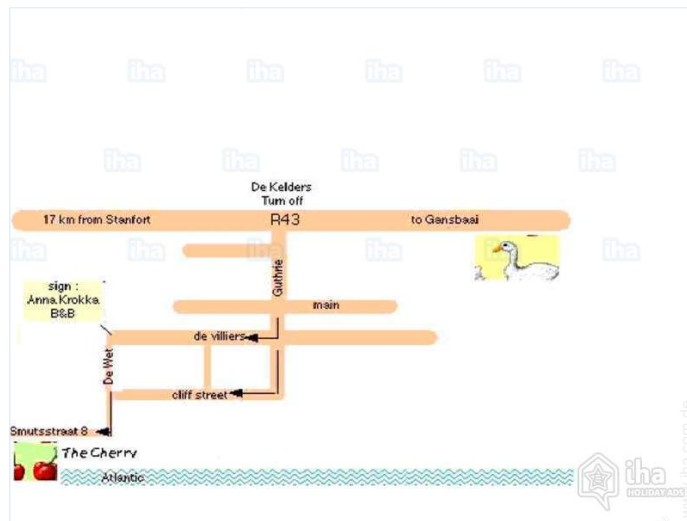 De Kelders
Turn off
17 km from Stanfort
R43
to Gansbaai
Guthrie
sign :
Anna Krokka
B&B
main
de villiers
De Wet
cliff street
Smutsstraat 8
The Cherry
Atlantic
iha
HOLIDAY ADS